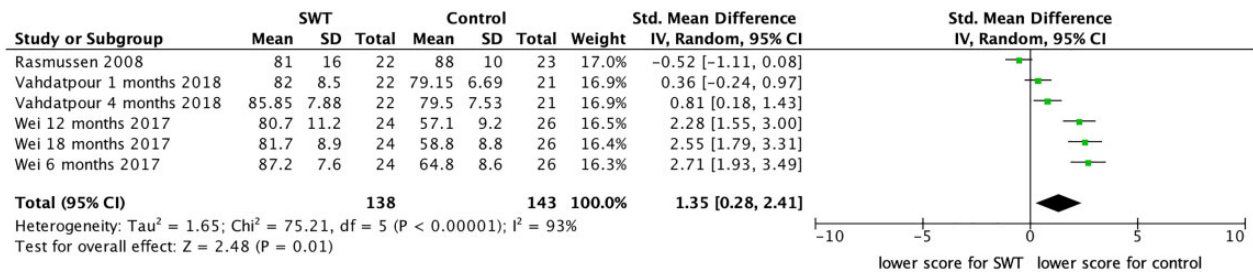 SWT Control Std. Mean Difference Std. Mean Difference
Study or Subgroup Mean SD Total Mean SD Total Weight IV, Random, 95% CI IV, Random, 95% CI
Rasmussen 2008 81 16 22 88 10 23 17.0% −0.52 [−1.11, 0.08]
Vahdatpour 1 months 2018 82 8.5 22 79.15 6.69 21 16.9% 0.36 [−0.24, 0.97]
Vahdatpour 4 months 2018 85.85 7.88 22 79.5 7.53 21 16.9% 0.81 [0.18, 1.43]
Wei 12 months 2017 80.7 11.2 24 57.1 9.2 26 16.5% 2.28 [1.55, 3.00]
Wei 18 months 2017 81.7 8.9 24 58.8 8.8 26 16.4% 2.55 [1.79, 3.31]
Wei 6 months 2017 87.2 7.6 24 64.8 8.6 26 16.3% 2.71 [1.93, 3.49]
Total (95% CI) 138 143 100.0% 1.35 [0.28, 2.41]
Heterogeneity: Tau² = 1.65; Chi² = 75.21, df = 5 (P < 0.00001); I² = 93%
Test for overall effect: Z = 2.48 (P = 0.01)
−10 −5 0 5 10
lower score for SWT lower score for control